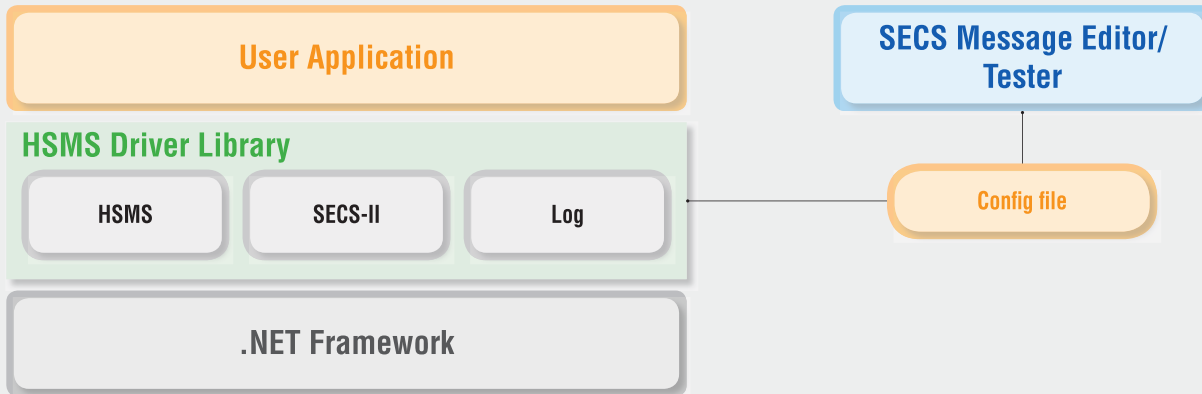 User Application
SECS Message Editor/
Tester
HSMS Driver Library
HSMS
SECS-II
Log
Config file
.NET Framework